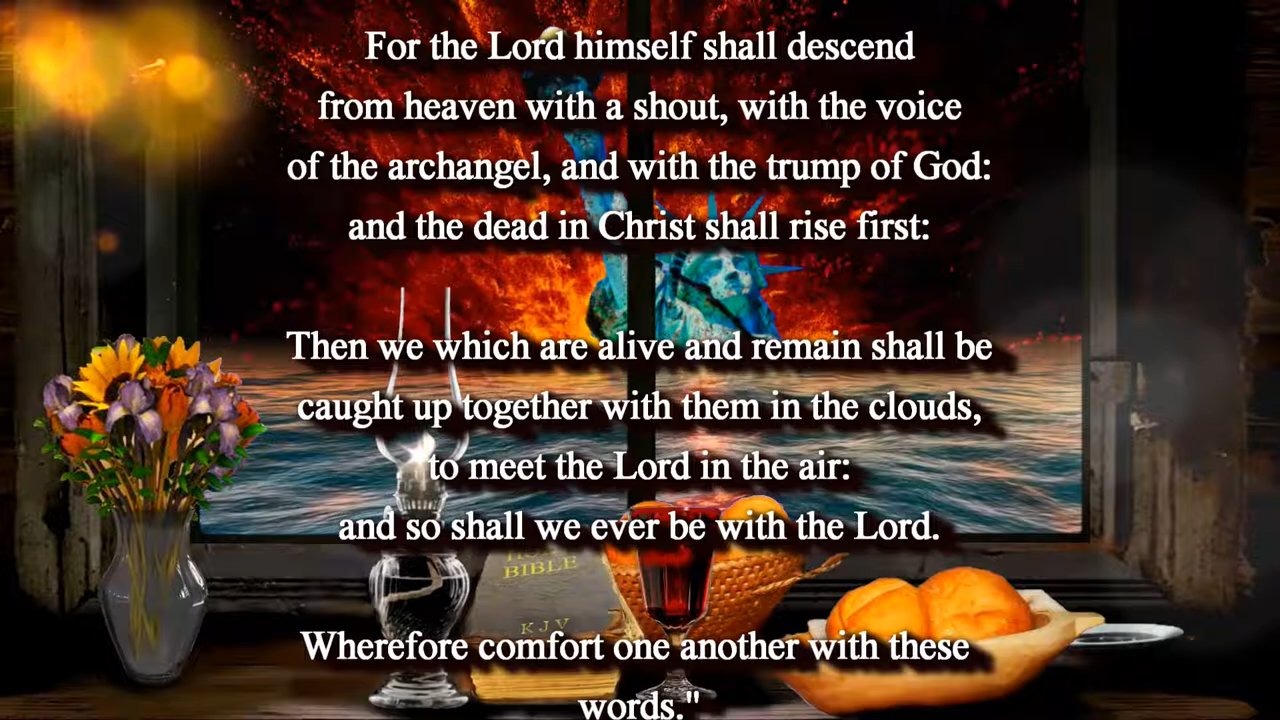 For the Lord himself shall descend
from heaven with a shout, with the voice
of the archangel, and with the trump of God:
and the dead in Christ shall rise first:
Then we which are alive and remain shall be
caught up together with them in the clouds,
to meet the Lord in the air:
and so shall we ever be with the Lord.
BIBLE
KJV
Wherefore comfort one another with these
words."